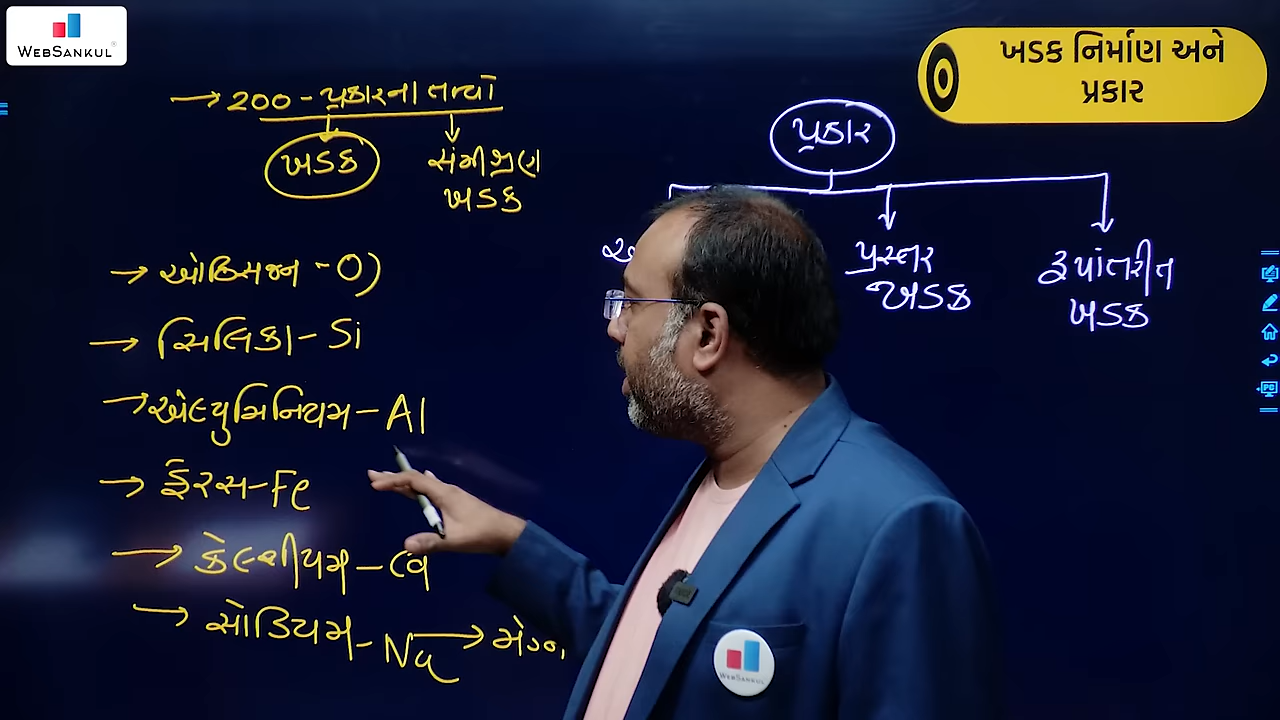 WEBSANKUL
ખડક નિર્માણ અને
પ્રકાર
→ 200 - પ્રકારના તત્વો
ખડક
સંમીશ્રણ
ખડક
→ ઓક્સિજન - O)
→ સિલિકા - Si
→ એલ્યુમિનિયમ - Al
→ ફેરસ - Fe
→ કેલ્શીયમ - Ca
→ સોડિયમ - Na → મેગ્ન
પ્રકાર
પ્રસ્તર
ખડક
રૂપાંતરીત
ખડક
WEBSANKUL